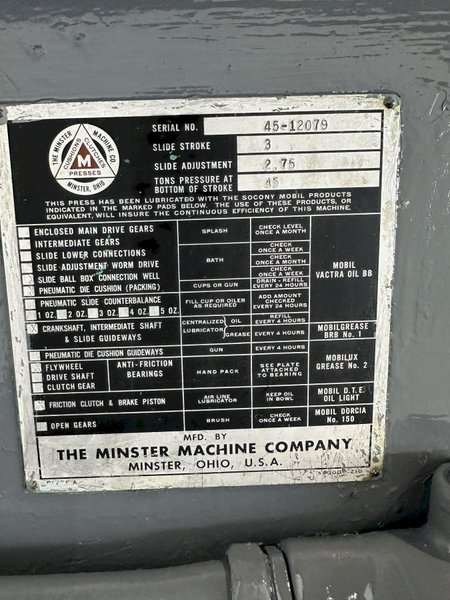 THE MINSTER MACHINE CO
CUSHIONS CLUTCHES
M
PRESSES
MINSTER, OHIO
SERIAL NO. 45-12079
SLIDE STROKE 3
SLIDE ADJUSTMENT 2.75
TONS PRESSURE AT
BOTTOM OF STROKE 45
THIS PRESS HAS BEEN LUBRICATED WITH THE SOCONY MOBIL PRODUCTS
INDICATED IN THE MARKED PADS BELOW. THE USE OF THESE PRODUCTS, OR
EQUIVALENT, WILL INSURE THE CONTINUOUS EFFICIENCY OF THIS MACHINE.
ENCLOSED MAIN DRIVE GEARS SPLASH CHECK LEVEL
ONCE A MONTH
INTERMEDIATE GEARS
SLIDE LOWER CONNECTIONS BATH CHECK
ONCE A WEEK
SLIDE ADJUSTMENT WORM DRIVE CHECK
ONCE A MONTH
SLIDE BALL BOX CONNECTION WELL CHECK
ONCE A WEEK
MOBIL
VACTRA OIL BB
PNEUMATIC DIE CUSHION (PACKING) CUPS OR GUN DRAIN - REFILL
EVERY 24 HOURS
PNEUMATIC SLIDE COUNTERBALANCE
1 OZ. 2 OZ. 3 OZ. 4 OZ. 5 OZ.
FILL CUP OR OILER
AS REQUIRED
ADD AMOUNT
CHECKED
EVERY 24 HOURS
CRANKSHAFT, INTERMEDIATE SHAFT
& SLIDE GUIDEWAYS
CENTRALIZED
LUBRICATOR
OIL REFILL
EVERY 4 HOURS
GREASE EVERY 4 HOURS
MOBILGREASE
BRB No. 1
PNEUMATIC DIE CUSHION GUIDEWAYS GUN EVERY 4 HOURS
FLYWHEEL
DRIVE SHAFT
CLUTCH GEAR
ANTI-FRICTION
BEARINGS
HAND PACK
SEE PLATE
ATTACHED
TO BEARING
MOBILUX
GREASE No. 2
FRICTION CLUTCH & BRAKE PISTON AIR LINE
LUBRICATOR
KEEP OIL
IN BOWL
MOBIL D.T.E.
OIL LIGHT
OPEN GEARS BRUSH CHECK
ONCE A WEEK
MOBIL DORCIA
No. 150
MFD. BY
THE MINSTER MACHINE COMPANY
MINSTER, OHIO, U.S.A.